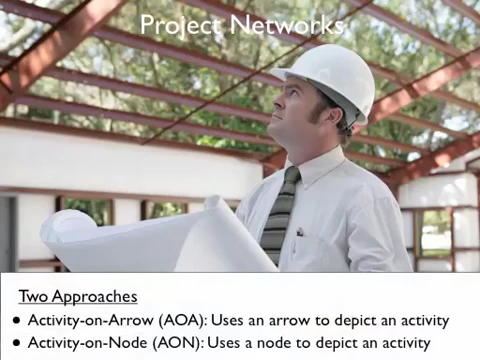 Project Networks
Two Approaches
● Activity-on-Arrow (AOA): Uses an arrow to depict an activity
● Activity-on-Node (AON): Uses a node to depict an activity